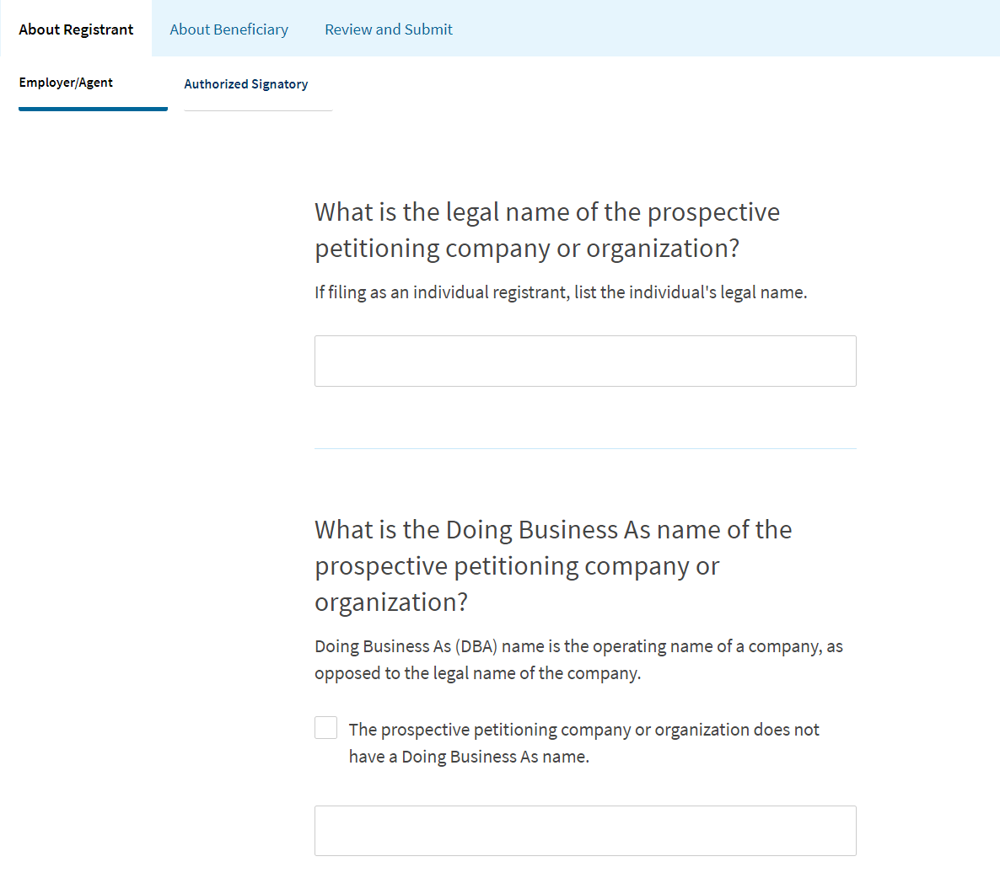 About Registrant About Beneficiary Review and Submit
Employer/Agent Authorized Signatory
What is the legal name of the prospective
petitioning company or organization?
If filing as an individual registrant, list the individual's legal name.
What is the Doing Business As name of the
prospective petitioning company or
organization?
Doing Business As (DBA) name is the operating name of a company, as
opposed to the legal name of the company.
The prospective petitioning company or organization does not
have a Doing Business As name.